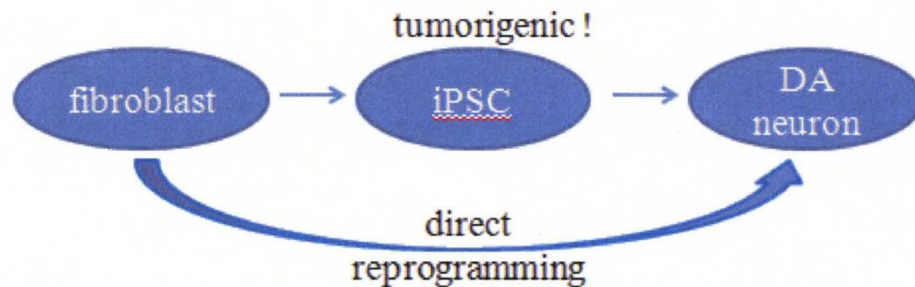 tumorigenic !
fibroblast
iPSC
DA
neuron
direct
reprogramming